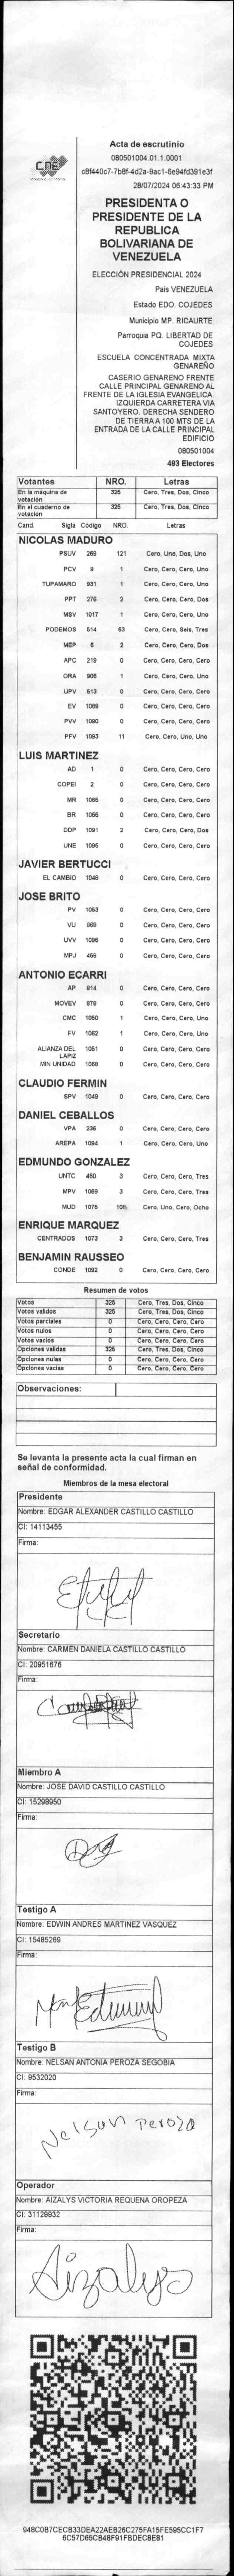 CNE
Acta de escrutinio
080501004.01.1.0001
c8f440c7-7b8f-4d2a-9ac1-6e94fd391e3f
28/07/2024 06:43:33 PM
PRESIDENTA O
PRESIDENTE DE LA
REPUBLICA
BOLIVARIANA DE
VENEZUELA
ELECCIÓN PRESIDENCIAL 2024
País VENEZUELA
Estado EDO. COJEDES
Municipio MP. RICAURTE
Parroquia PQ. LIBERTAD DE
COJEDES
ESCUELA CONCENTRADA MIXTA
GENAREÑO
CASERIO GENARENO FRENTE
CALLE PRINCIPAL GENARENO AL
FRENTE DE LA IGLESIA EVANGELICA.
IZQUIERDA CARRETERA VIA
SANTOYERO. DERECHA SENDERO
DE TIERRA A 100 MTS DE LA
ENTRADA DE LA CALLE PRINCIPAL
EDIFICIO
080501004
493 Electores
Votantes NRO. Letras
En la máquina de
votación 325 Cero, Tres, Dos, Cinco
En el cuaderno de
votación 325 Cero, Tres, Dos, Cinco
Cand. Sigla Código NRO. Letras
NICOLAS MADURO
PSUV 269 121 Cero, Uno, Dos, Uno
PCV 9 1 Cero, Cero, Cero, Uno
TUPAMARO 931 1 Cero, Cero, Cero, Uno
PPT 276 2 Cero, Cero, Cero, Dos
MSV 1017 1 Cero, Cero, Cero, Uno
PODEMOS 514 63 Cero, Cero, Seis, Tres
MEP 6 2 Cero, Cero, Cero, Dos
APC 219 0 Cero, Cero, Cero, Cero
ORA 906 1 Cero, Cero, Cero, Uno
UPV 613 0 Cero, Cero, Cero, Cero
EV 1089 0 Cero, Cero, Cero, Cero
PVV 1090 0 Cero, Cero, Cero, Cero
PFV 1093 11 Cero, Cero, Uno, Uno
LUIS MARTINEZ
AD 1 0 Cero, Cero, Cero, Cero
COPEI 2 0 Cero, Cero, Cero, Cero
MR 1065 0 Cero, Cero, Cero, Cero
BR 1066 0 Cero, Cero, Cero, Cero
DDP 1091 2 Cero, Cero, Cero, Dos
UNE 1095 0 Cero, Cero, Cero, Cero
JAVIER BERTUCCI
EL CAMBIO 1048 0 Cero, Cero, Cero, Cero
JOSE BRITO
PV 1053 0 Cero, Cero, Cero, Cero
VU 969 0 Cero, Cero, Cero, Cero
UVV 1096 0 Cero, Cero, Cero, Cero
MPJ 458 0 Cero, Cero, Cero, Cero
ANTONIO ECARRI
AP 814 0 Cero, Cero, Cero, Cero
MOVEV 879 0 Cero, Cero, Cero, Cero
CMC 1050 1 Cero, Cero, Cero, Uno
FV 1062 1 Cero, Cero, Cero, Uno
ALIANZA DEL
LAPIZ 1051 0 Cero, Cero, Cero, Cero
MIN UNIDAD 1068 0 Cero, Cero, Cero, Cero
CLAUDIO FERMIN
SPV 1049 0 Cero, Cero, Cero, Cero
DANIEL CEBALLOS
VPA 236 0 Cero, Cero, Cero, Cero
AREPA 1094 1 Cero, Cero, Cero, Uno
EDMUNDO GONZALEZ
UNTC 460 3 Cero, Cero, Cero, Tres
MPV 1069 3 Cero, Cero, Cero, Tres
MUD 1076 108 Cero, Uno, Cero, Ocho
ENRIQUE MARQUEZ
CENTRADOS 1073 3 Cero, Cero, Cero, Tres
BENJAMIN RAUSSEO
CONDE 1092 0 Cero, Cero, Cero, Cero
Resumen de votos
Votos 325 Cero, Tres, Dos, Cinco
Votos validos 325 Cero, Tres, Dos, Cinco
Votos parciales 0 Cero, Cero, Cero, Cero
Votos nulos 0 Cero, Cero, Cero, Cero
Votos vacios 0 Cero, Cero, Cero, Cero
Opciones validas 325 Cero, Tres, Dos, Cinco
Opciones nulas 0 Cero, Cero, Cero, Cero
Opciones vacias 0 Cero, Cero, Cero, Cero
Observaciones:
Se levanta la presente acta la cual firman en
señal de conformidad.
Miembros de la mesa electoral
Presidente
Nombre: EDGAR ALEXANDER CASTILLO CASTILLO
CI: 14113455
Firma:
Secretario
Nombre: CARMEN DANIELA CASTILLO CASTILLO
CI: 20951676
Firma:
Miembro A
Nombre: JOSE DAVID CASTILLO CASTILLO
CI: 15298950
Firma:
Testigo A
Nombre: EDWIN ANDRES MARTINEZ VASQUEZ
CI: 15485269
Firma:
Testigo B
Nombre: NELSAN ANTONIA PEROZA SEGOBIA
CI: 9532020
Firma:
Nelson Peroza
Operador
Nombre: AIZALYS VICTORIA REQUENA OROPEZA
CI: 31129932
Firma:
Aizalys
948C0B7CECB33DEA22AEB26C275FA15FE595CC1F7
6C57D65CB48F91FBDEC8E81